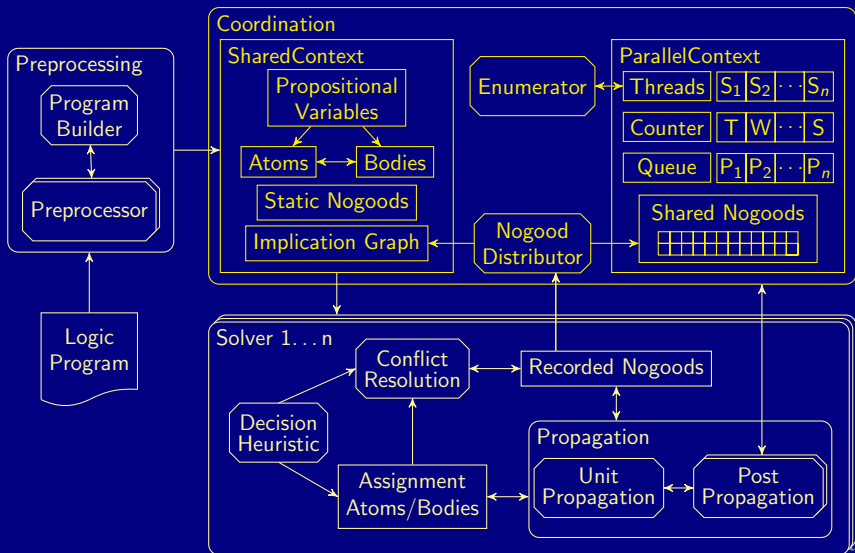 Coordination
SharedContext
ParallelContext
Preprocessing
Propositional
Variables
Enumerator
Threads S₁ S₂ ··· Sₙ
Program
Builder
Counter T W ··· S
Atoms
Bodies
Queue P₁ P₂ ··· Pₙ
Preprocessor
Static Nogoods
Shared Nogoods
Implication Graph
Nogood
Distributor
Logic
Program
Solver 1...n
Conflict
Resolution
Recorded Nogoods
Decision
Heuristic
Propagation
Assignment
Atoms/Bodies
Unit
Propagation
Post
Propagation